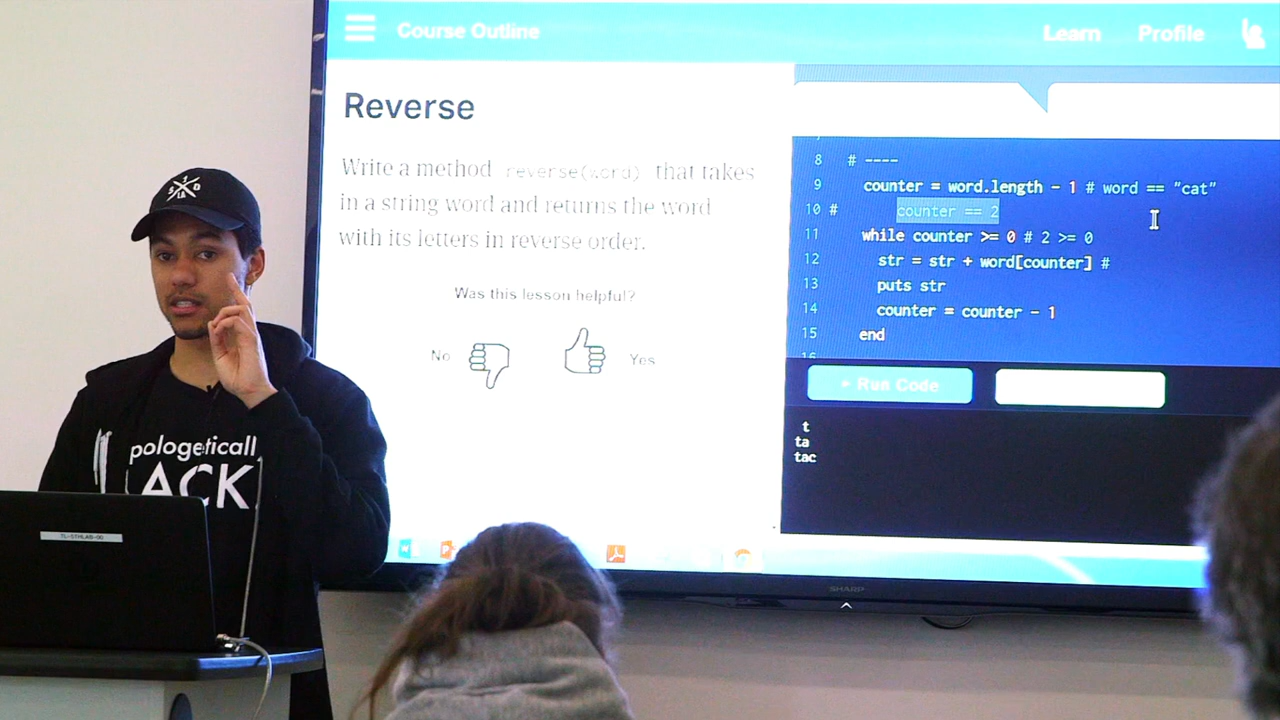 Course Outline
Learn Profile
Reverse
Write a method reverse(word) that takes
in a string word and returns the word
with its letters in reverse order.
Was this lesson helpful?
No
Yes
8 # ----
9 counter = word.length - 1 # word == "cat"
10 # counter == 2
11 while counter >= 0 # 2 >= 0
12 str = str + word[counter] #
13 puts str
14 counter = counter - 1
15 end
16
Run Code
t
ta
tac
SHARP
pologeticall
ACK